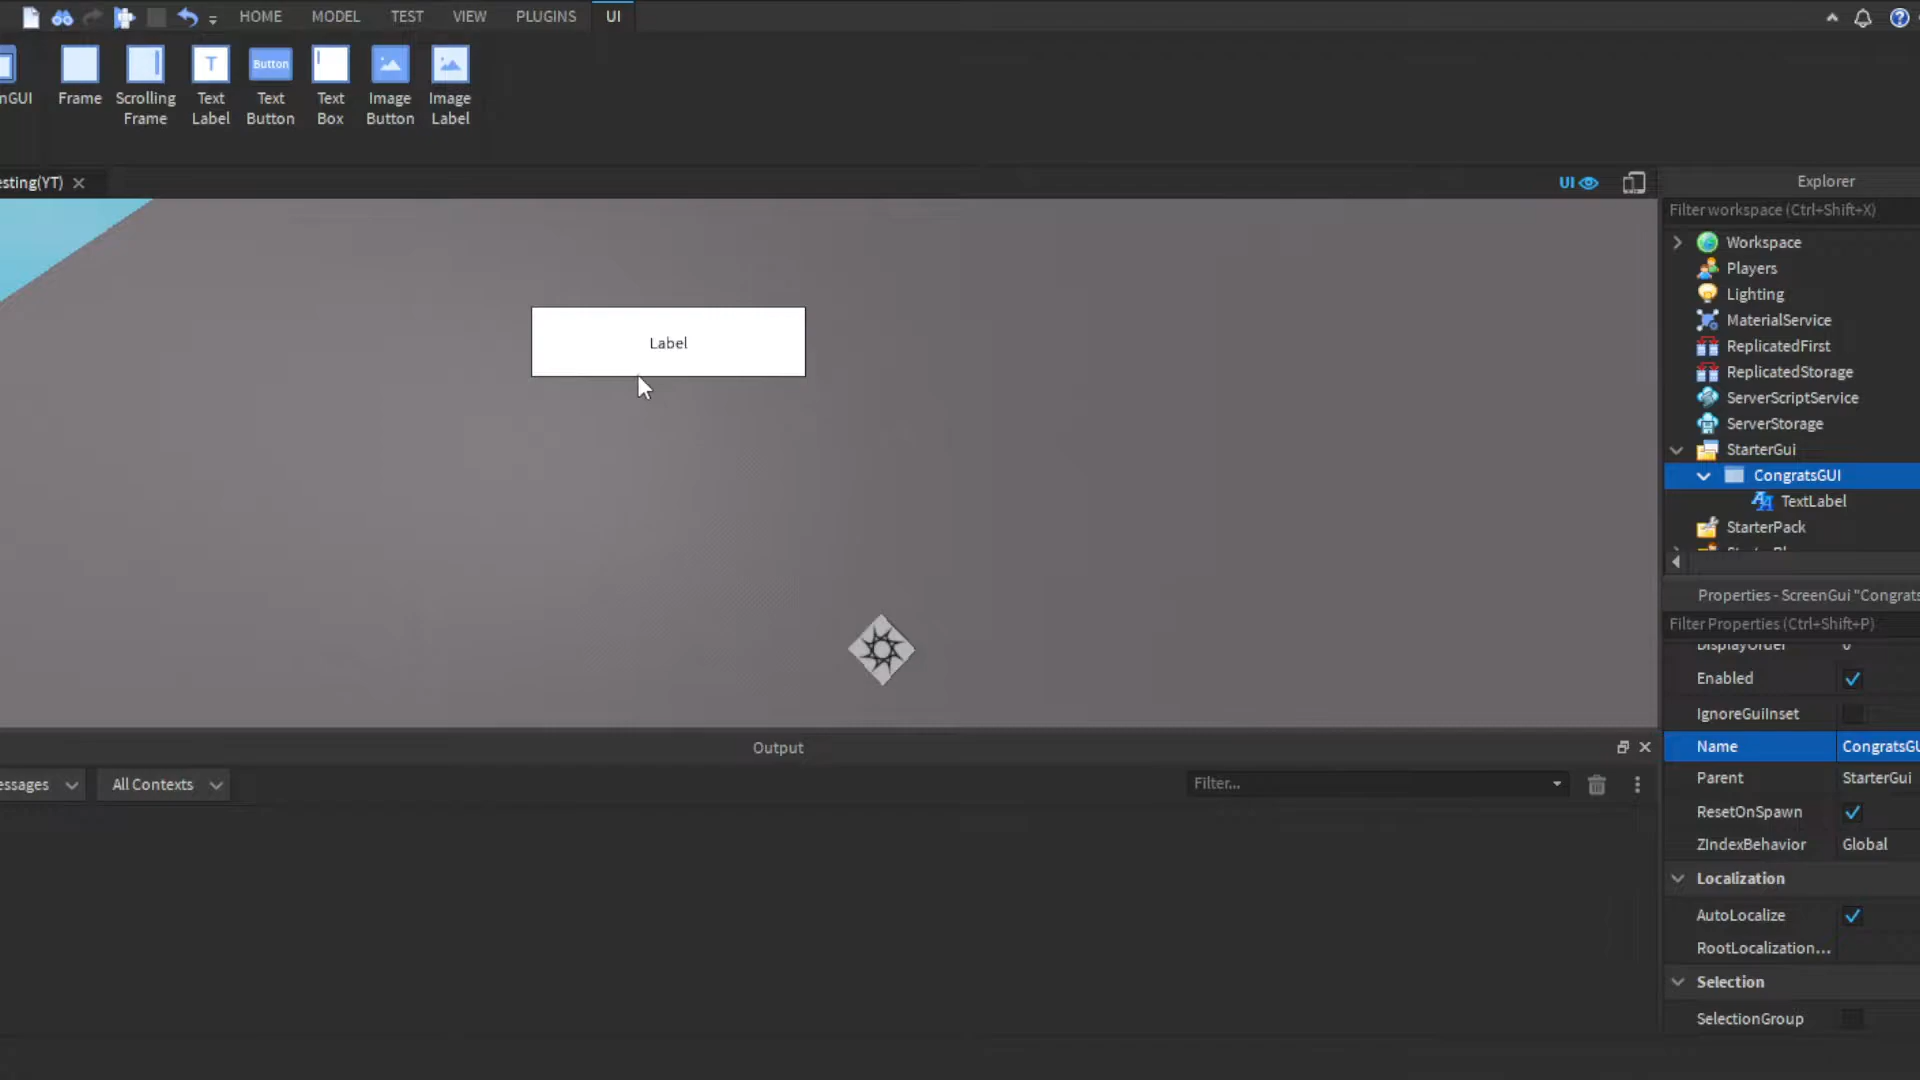 HOME MODEL TEST VIEW PLUGINS UI
nGUI Frame Scrolling Frame Text Label Button Text Button Text Box Image Button Image Label
esting(YT)
UI
Explorer
Filter workspace (Ctrl+Shift+X)
Workspace
Players
Lighting
MaterialService
ReplicatedFirst
ReplicatedStorage
ServerScriptService
ServerStorage
StarterGui
CongratsGUI
TextLabel
StarterPack
Label
Properties - ScreenGui "Congrats
Filter Properties (Ctrl+Shift+P)
DisplayOrder 0
Enabled
IgnoreGuiInset
Name CongratsGU
Parent StarterGui
ResetOnSpawn
ZIndexBehavior Global
Localization
AutoLocalize
RootLocalization...
Selection
SelectionGroup
Output
essages All Contexts Filter...